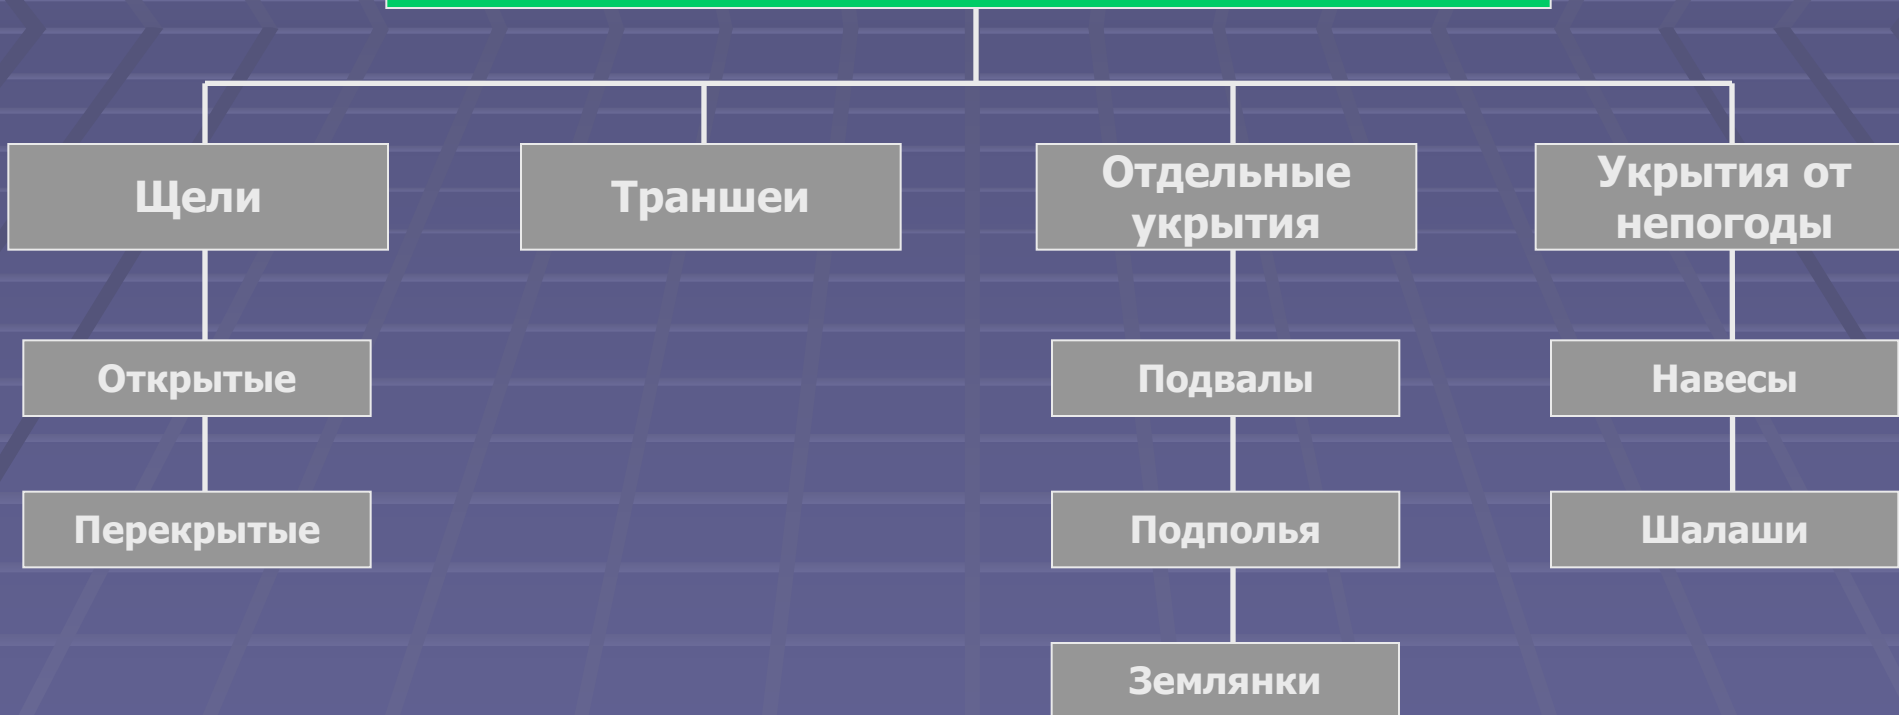 Щели
Траншеи
Отдельные
укрытия
Укрытия от
непогоды
Открытые
Подвалы
Навесы
Перекрытые
Подполья
Шалаши
Землянки